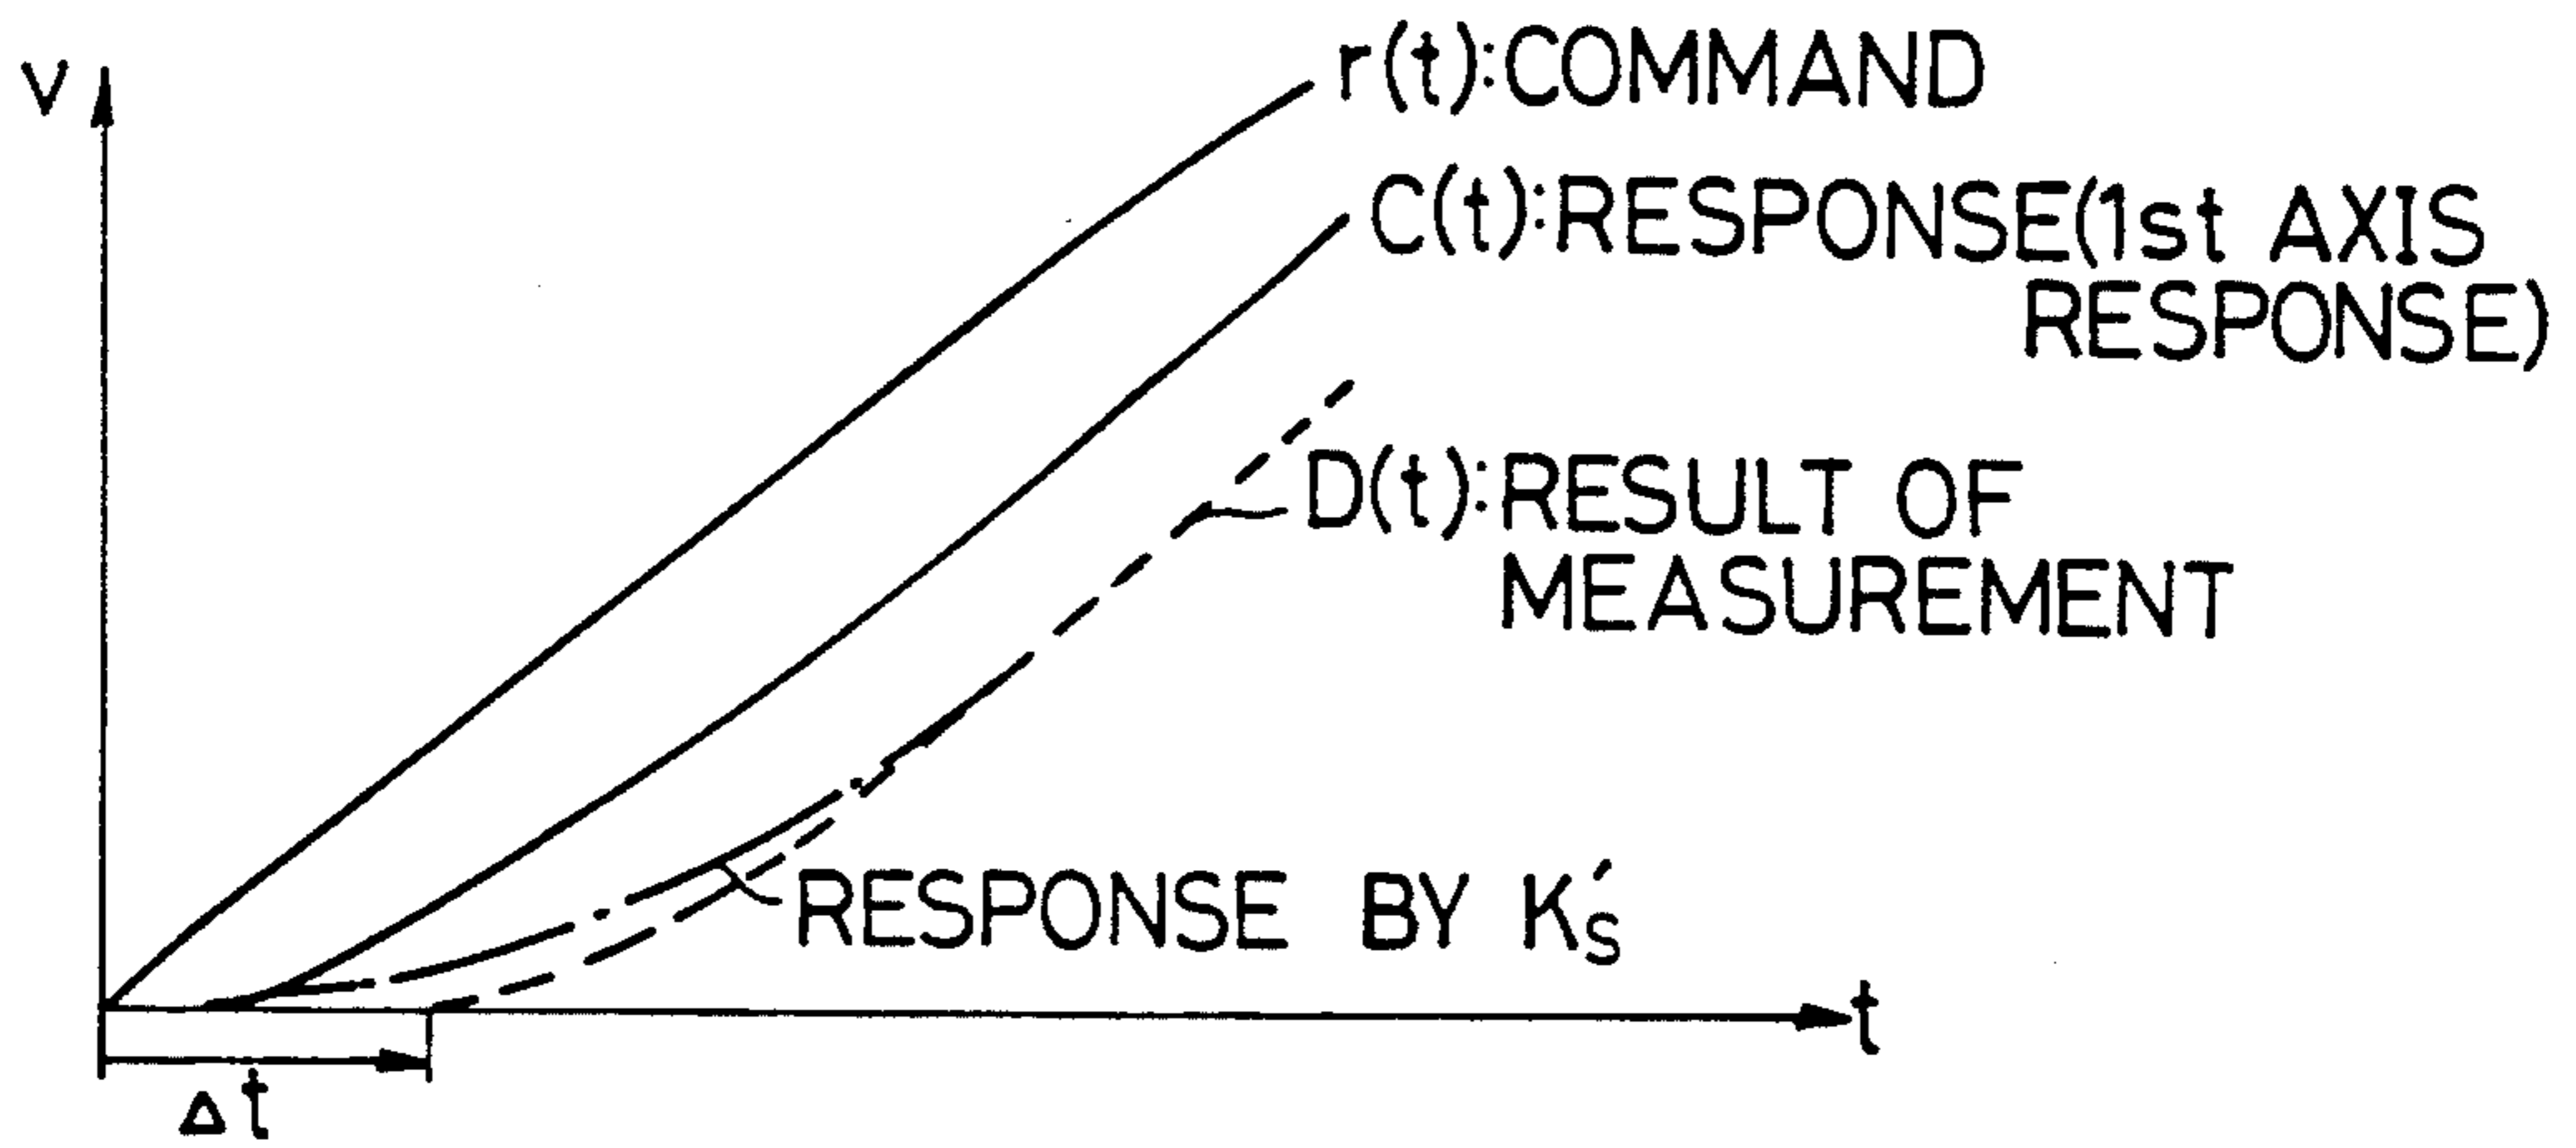 v
r(t):COMMAND
C(t):RESPONSE(1st AXIS
RESPONSE)
D(t):RESULT OF
MEASUREMENT
RESPONSE BY K's
t
Δt